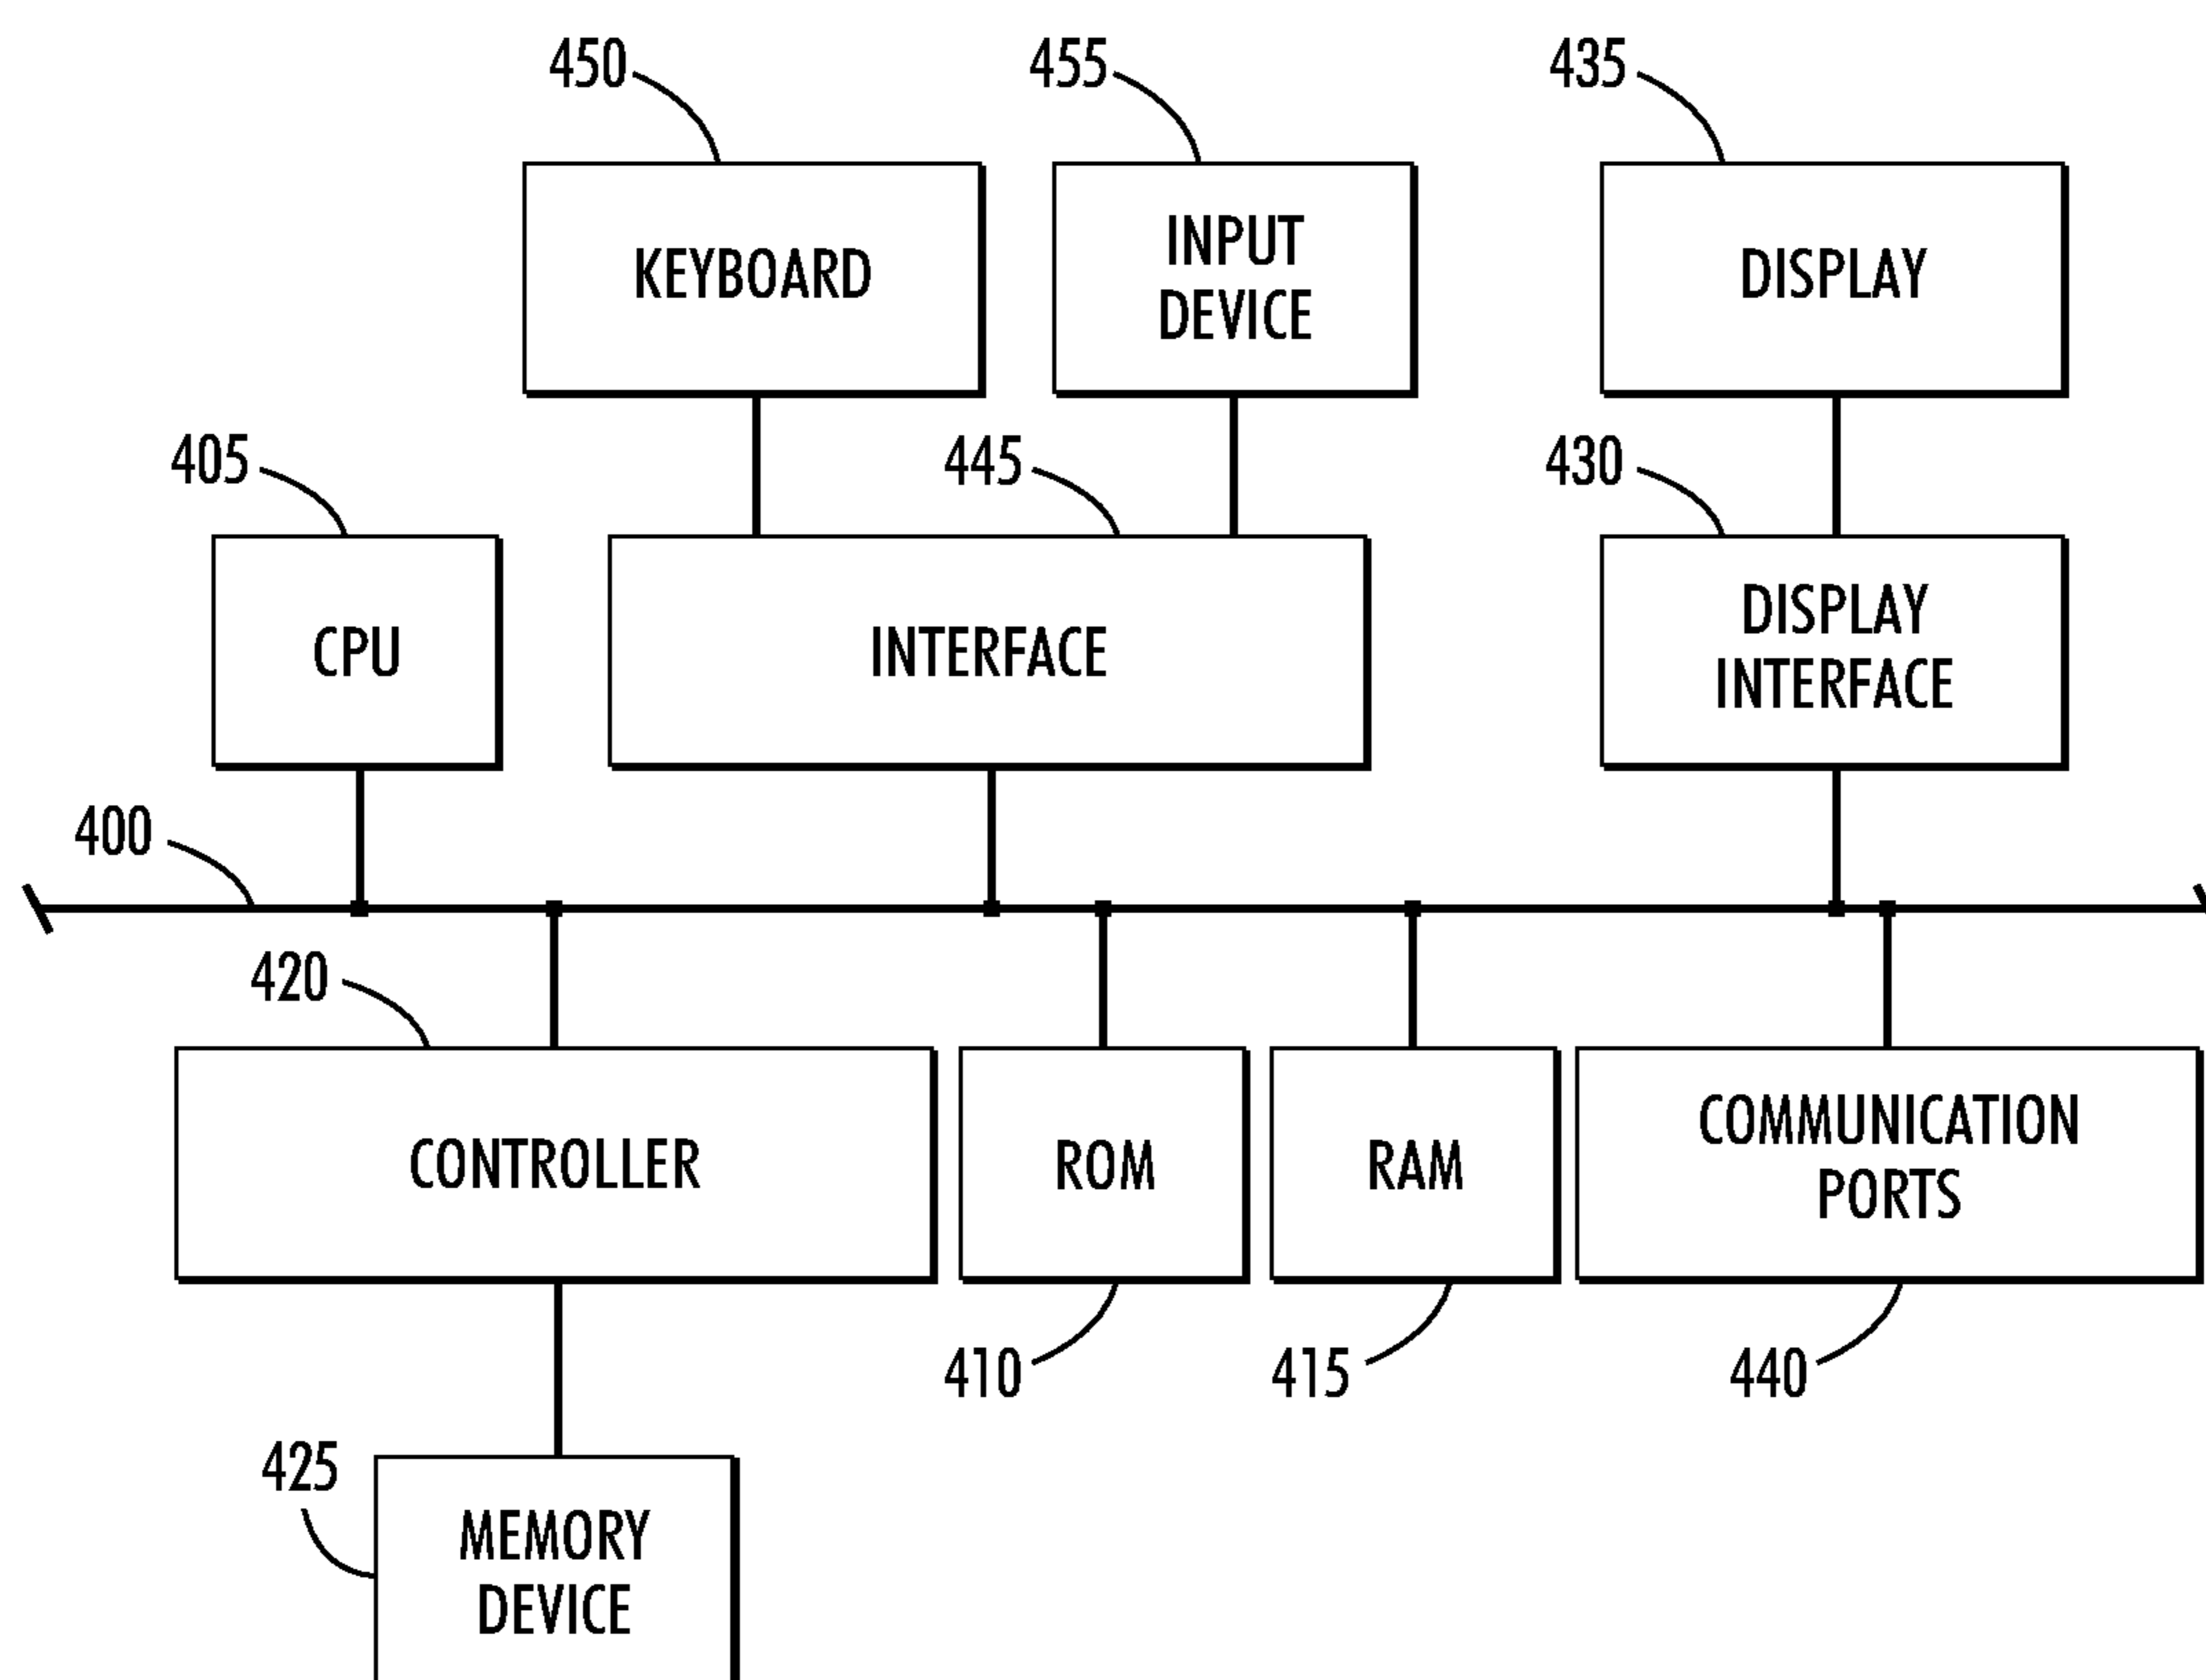 450
455
435
KEYBOARD
INPUT
DEVICE
DISPLAY
405
445
430
CPU
INTERFACE
DISPLAY
INTERFACE
400
420
CONTROLLER
ROM
RAM
COMMUNICATION
PORTS
410
415
440
425
MEMORY
DEVICE